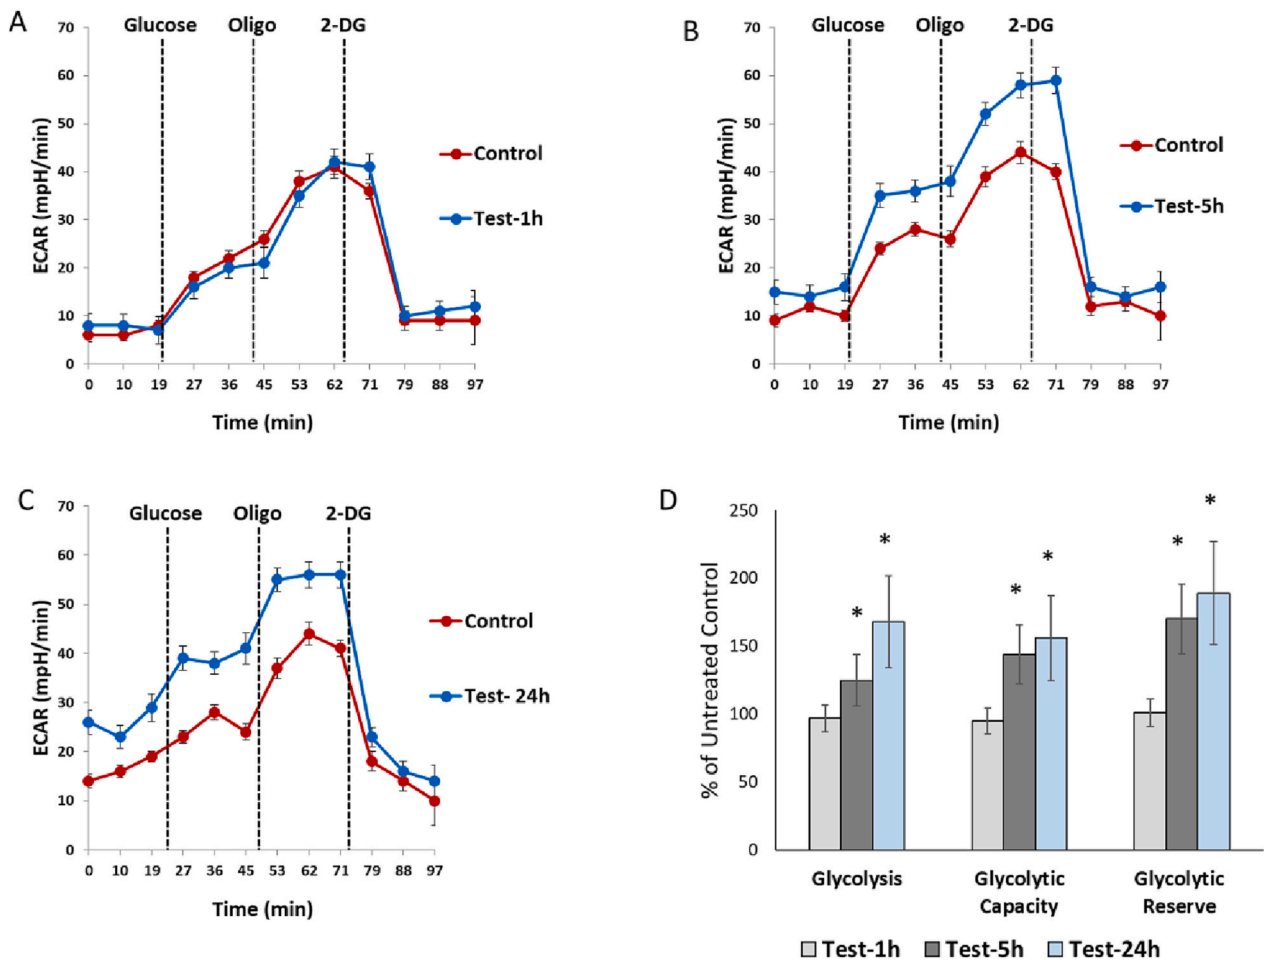 A
Glucose Oligo 2-DG
70
60
50
40
30
20
10
0
ECAR (mpH/min)
Control
Test-1h
0 10 19 27 36 45 53 62 71 79 88 97
Time (min)
B
Glucose Oligo 2-DG
70
60
50
40
30
20
10
0
ECAR (mpH/min)
Control
Test-5h
0 10 19 27 36 45 53 62 71 79 88 97
Time (min)
C
Glucose Oligo 2-DG
70
60
50
40
30
20
10
0
ECAR (mpH/min)
Control
Test- 24h
0 10 19 27 36 45 53 62 71 79 88 97
Time (min)
D
250
200
150
100
50
0
% of Untreated Control
* * * * * *
Glycolysis Glycolytic Glycolytic
Capacity Reserve
Test-1h Test-5h Test-24h